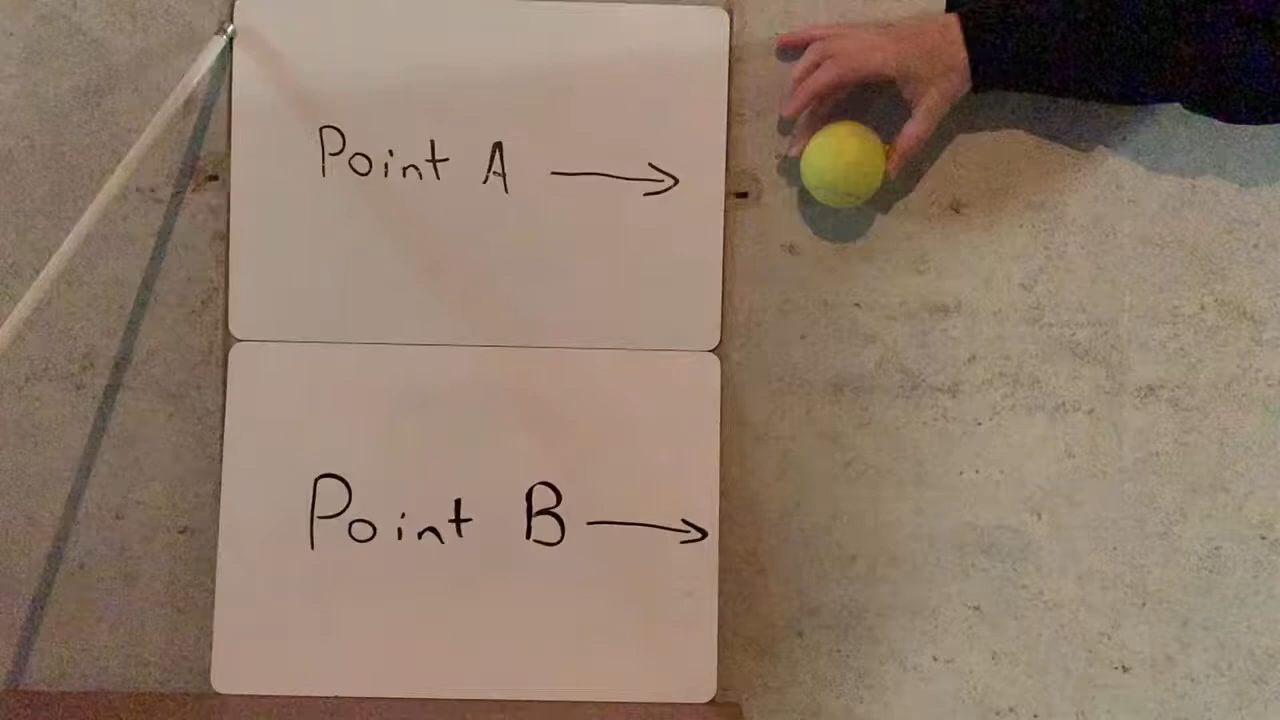 Point A →
Point B →